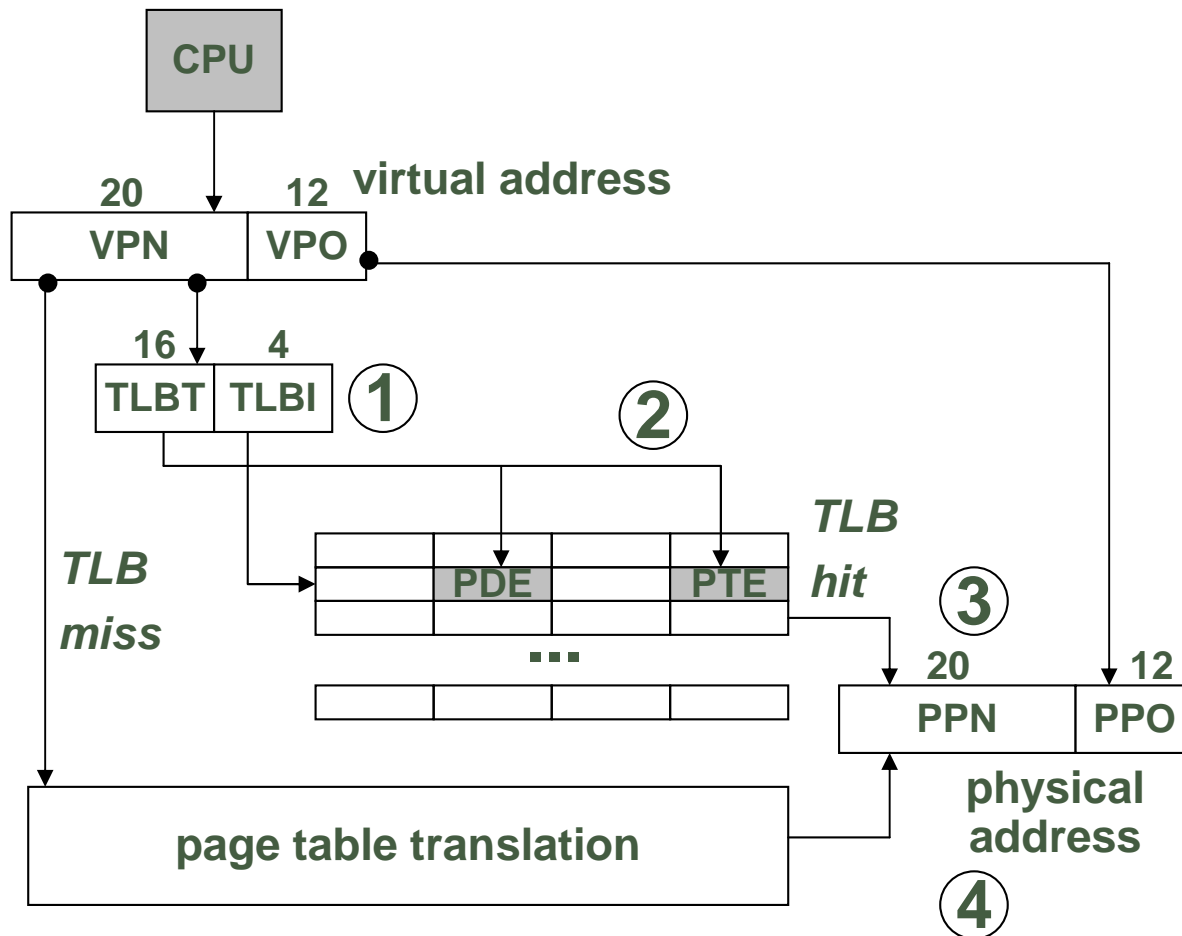 CPU
virtual address
20 12
VPN VPO
16 4
TLBT TLBI
1
2
TLB
hit
TLB
miss
PDE PTE
3
...
20 12
PPN PPO
page table translation
physical
address
4